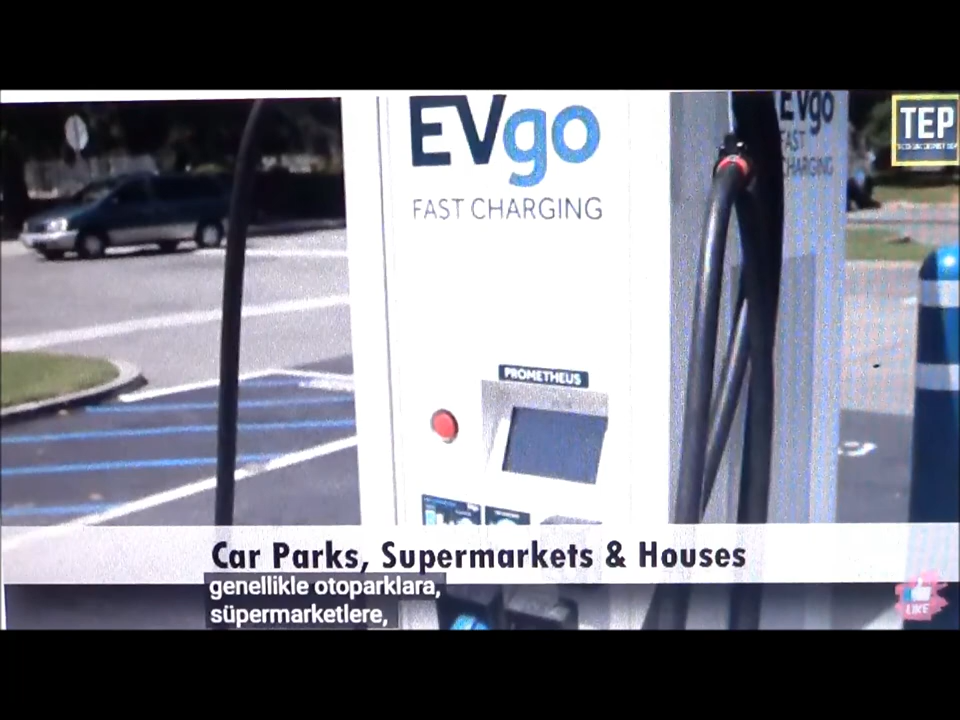 EVgo
FAST CHARGING
EVgo
FAST
CHARGING
TEP
PROMETHEUS
Car Parks, Supermarkets & Houses
genellikle otoparklara,
süpermarketlere,
LIKE